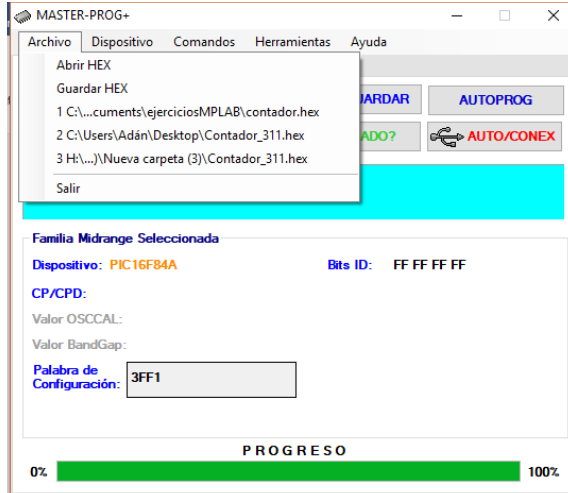 MASTER-PROG+
Archivo Dispositivo Comandos Herramientas Ayuda
Abrir HEX
Guardar HEX
1 C:\...cuments\ejerciciosMPLAB\contador.hex
2 C:\Users\Adán\Desktop\Contador_311.hex
3 H:\...)\Nueva carpeta (3)\Contador_311.hex
Salir
AUTOPROG
AUTO/CONEX
Familia Midrange Seleccionada
Dispositivo: PIC16F84A Bits ID: FF FF FF FF
CP/CPD:
Valor OSCCAL:
Valor BandGap:
Palabra de
Configuración: 3FF1
PROGRESO
0% 100%